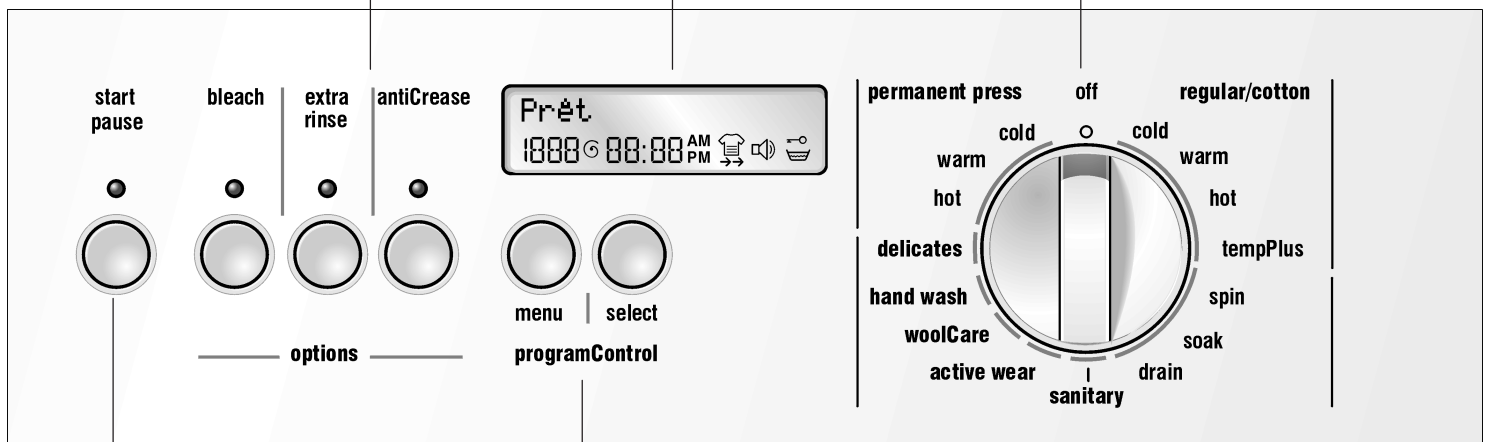 start
pause
bleach
extra
rinse
antiCrease
options
Prêt
1888 88:88 AM
PM
menu
select
programControl
permanent press
off
regular/cotton
cold
cold
warm
warm
hot
hot
delicates
tempPlus
hand wash
spin
woolCare
soak
active wear
drain
sanitary